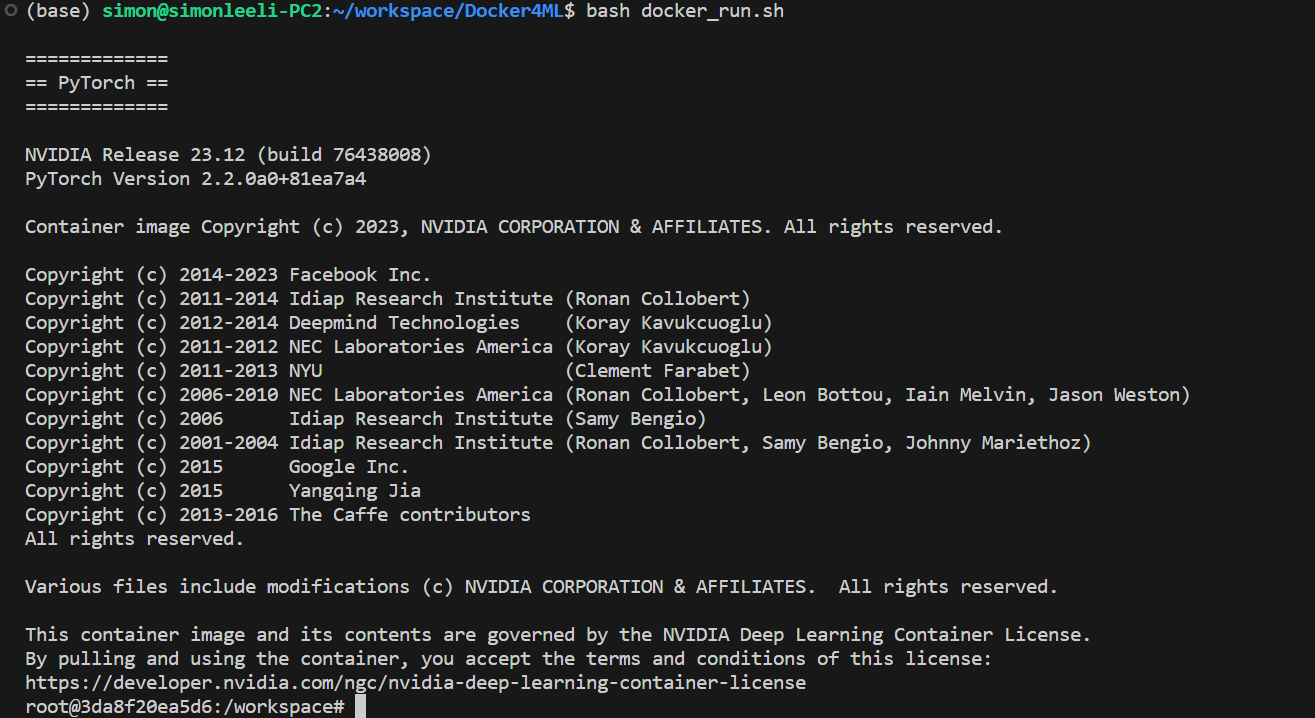 (base) simon@simonleeli-PC2:~/workspace/Docker4ML$ bash docker_run.sh
=============
== PyTorch ==
=============
NVIDIA Release 23.12 (build 76438008)
PyTorch Version 2.2.0a0+81ea7a4
Container image Copyright (c) 2023, NVIDIA CORPORATION & AFFILIATES. All rights reserved.
Copyright (c) 2014-2023 Facebook Inc.
Copyright (c) 2011-2014 Idiap Research Institute (Ronan Collobert)
Copyright (c) 2012-2014 Deepmind Technologies    (Koray Kavukcuoglu)
Copyright (c) 2011-2012 NEC Laboratories America (Koray Kavukcuoglu)
Copyright (c) 2011-2013 NYU                      (Clement Farabet)
Copyright (c) 2006-2010 NEC Laboratories America (Ronan Collobert, Leon Bottou, Iain Melvin, Jason Weston)
Copyright (c) 2006      Idiap Research Institute (Samy Bengio)
Copyright (c) 2001-2004 Idiap Research Institute (Ronan Collobert, Samy Bengio, Johnny Mariethoz)
Copyright (c) 2015      Google Inc.
Copyright (c) 2015      Yangqing Jia
Copyright (c) 2013-2016 The Caffe contributors
All rights reserved.
Various files include modifications (c) NVIDIA CORPORATION & AFFILIATES.  All rights reserved.
This container image and its contents are governed by the NVIDIA Deep Learning Container License.
By pulling and using the container, you accept the terms and conditions of this license:
https://developer.nvidia.com/ngc/nvidia-deep-learning-container-license
root@3da8f20ea5d6:/workspace#